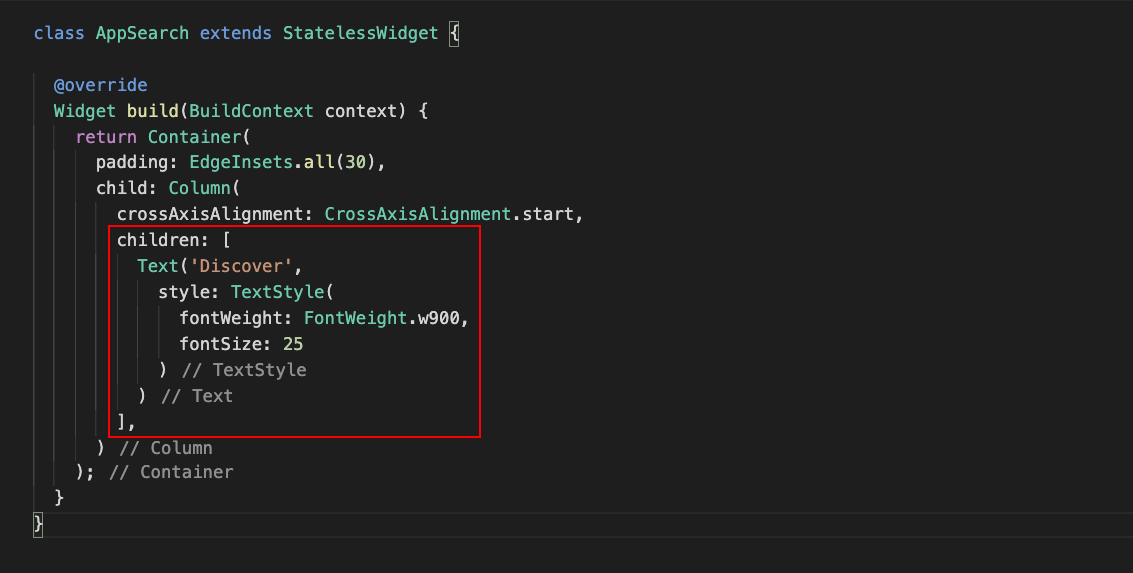 class AppSearch extends StatelessWidget {
@override
Widget build(BuildContext context) {
return Container(
padding: EdgeInsets.all(30),
child: Column(
crossAxisAlignment: CrossAxisAlignment.start,
children: [
Text('Discover',
style: TextStyle(
fontWeight: FontWeight.w900,
fontSize: 25
) // TextStyle
) // Text
],
) // Column
); // Container
}
}